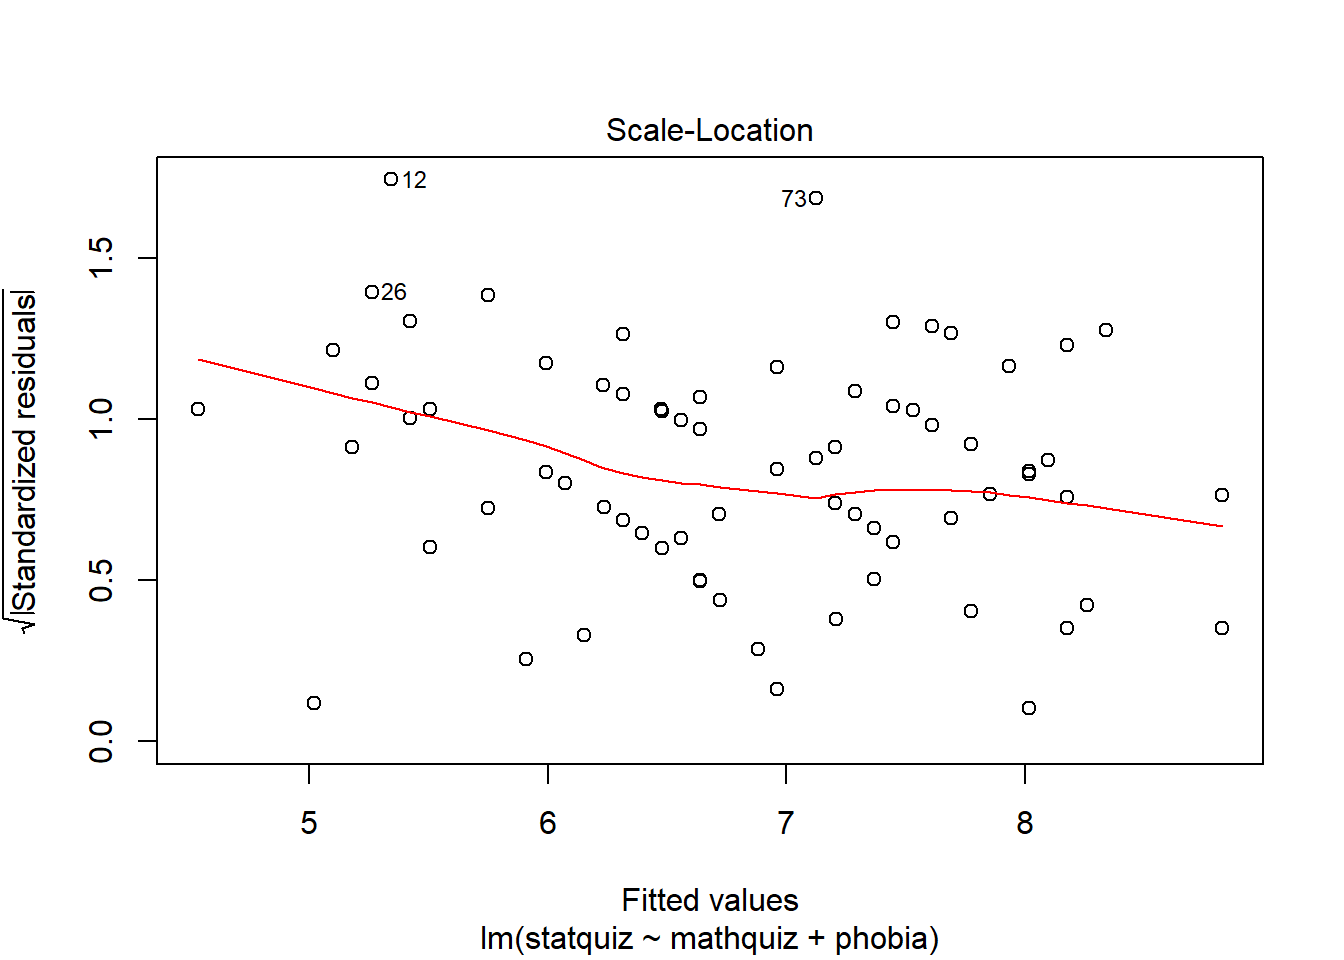 Scale-Location
√|Standardized residuals|
1.5
1.0
0.5
0.0
12
73
26
5 6 7 8
Fitted values
lm(statquiz ~ mathquiz + phobia)